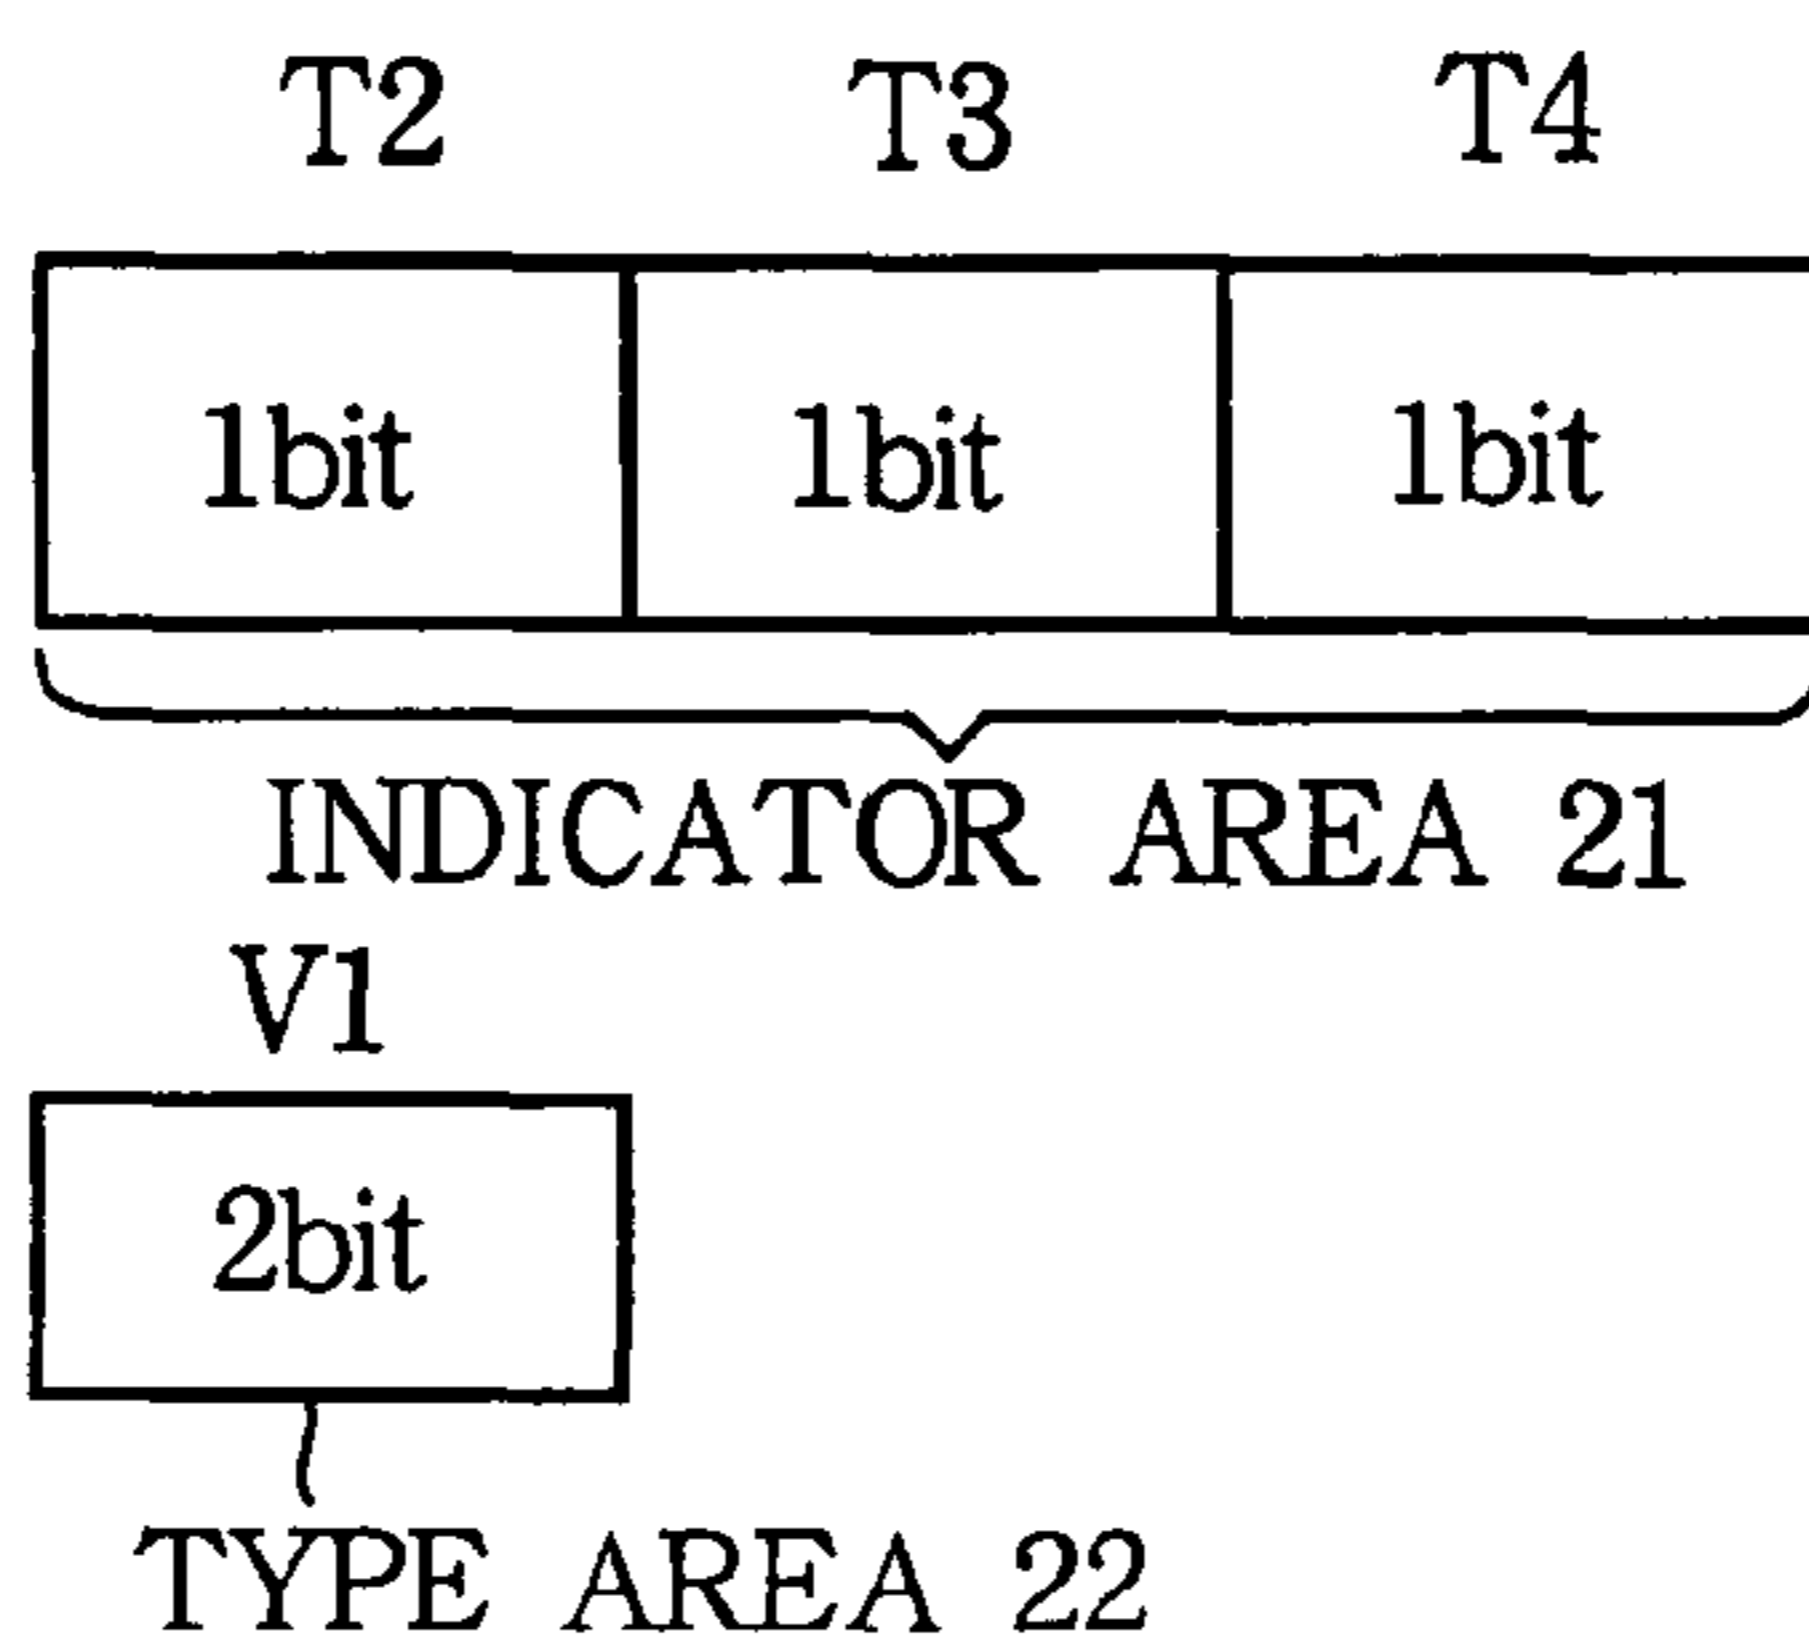 T2 T3 T4
1bit 1bit 1bit
INDICATOR AREA 21
V1
2bit
TYPE AREA 22